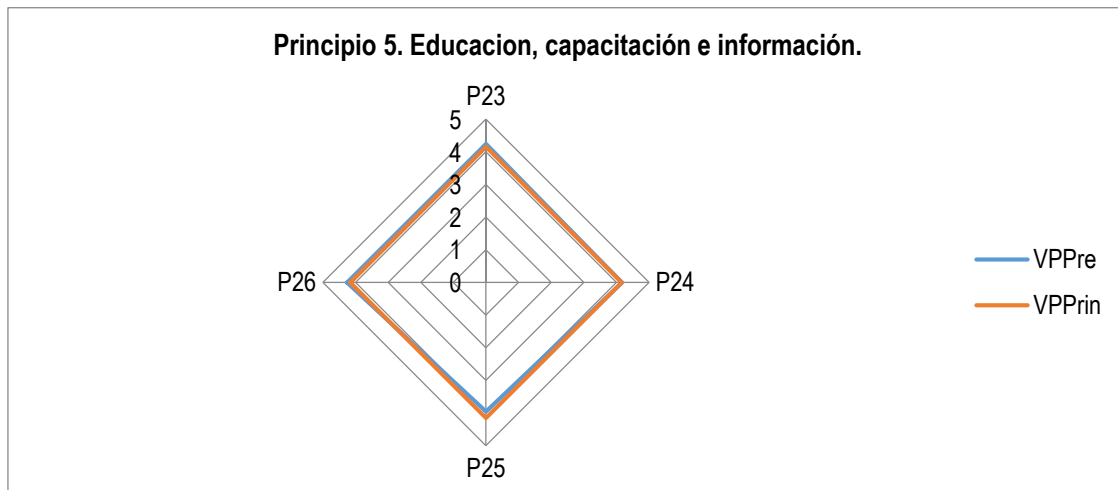 Principio 5. Educacion, capacitación e información.
P23
5
4
3
2
1
0
P26
P24
P25
VPPre
VPPrin